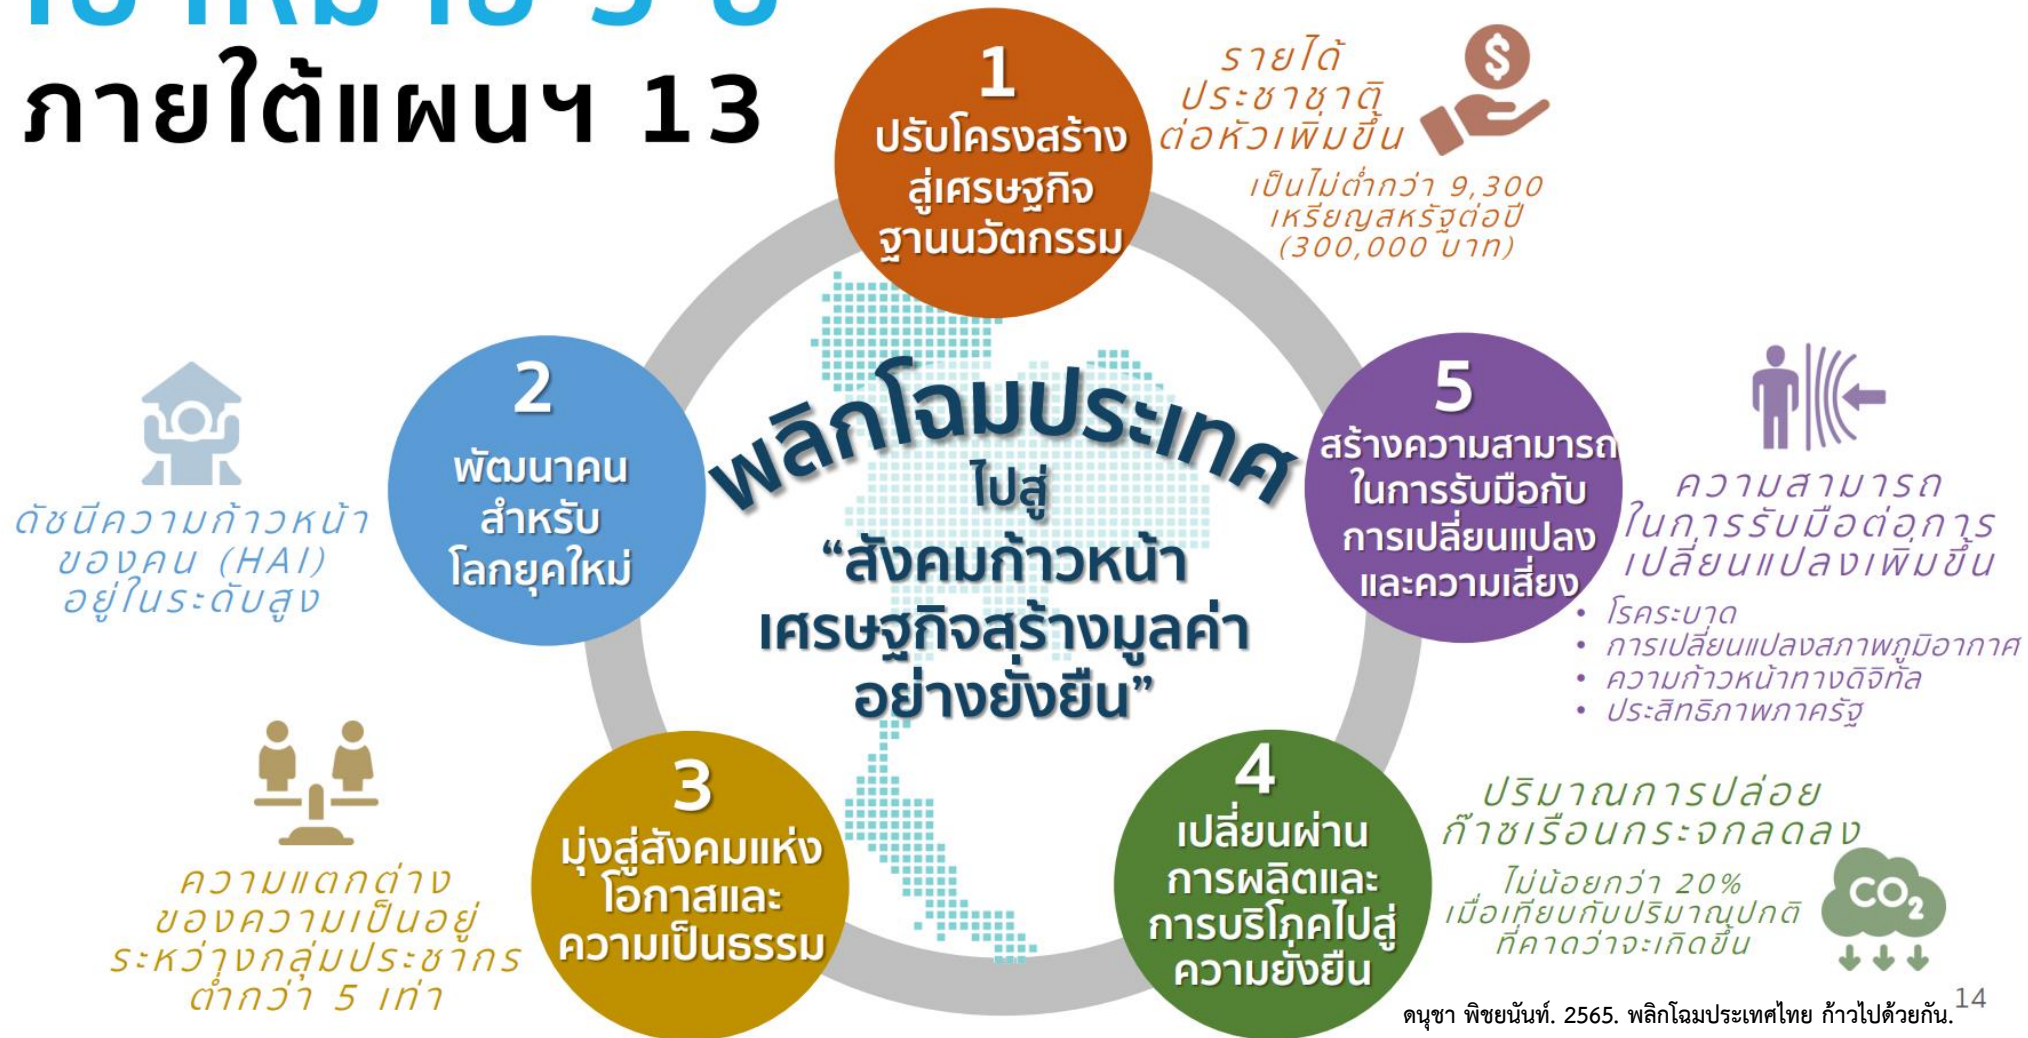 ภายใต้แผนฯ 13
1
ปรับโครงสร้าง
สู่เศรษฐกิจ
ฐานนวัตกรรม
รายได้
ประชาชาติ
ต่อหัวเพิ่มขึ้น
เป็นไม่ต่ำกว่า 9,300
เหรียญสหรัฐต่อปี
(300,000 บาท)
2
พัฒนาคน
สำหรับ
โลกยุคใหม่
ดัชนีความก้าวหน้า
ของคน (HAI)
อยู่ในระดับสูง
พลิกโฉมประเทศ
ไปสู่
“สังคมก้าวหน้า
เศรษฐกิจสร้างมูลค่า
อย่างยั่งยืน”
5
สร้างความสามารถ
ในการรับมือกับ
การเปลี่ยนแปลง
และความเสี่ยง
ความสามารถ
ในการรับมือต่อการ
เปลี่ยนแปลงเพิ่มขึ้น
• โรคระบาด
• การเปลี่ยนแปลงสภาพภูมิอากาศ
• ความก้าวหน้าทางดิจิทัล
• ประสิทธิภาพภาครัฐ
3
มุ่งสู่สังคมแห่ง
โอกาสและ
ความเป็นธรรม
ความแตกต่าง
ของความเป็นอยู่
ระหว่างกลุ่มประชากร
ต่ำกว่า 5 เท่า
4
เปลี่ยนผ่าน
การผลิตและ
การบริโภคไปสู่
ความยั่งยืน
ปริมาณการปล่อย
ก๊าซเรือนกระจกลดลง
ไม่น้อยกว่า 20%
เมื่อเทียบกับปริมาณปกติ
ที่คาดว่าจะเกิดขึ้น
CO₂
ดนุชา พิชยนันท์. 2565. พลิกโฉมประเทศไทย ก้าวไปด้วยกัน.
14